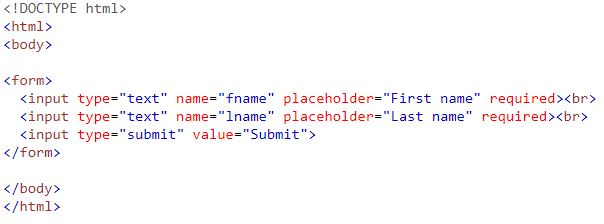 <!DOCTYPE html>
<html>
<body>
<form>
<input type="text" name="fname" placeholder="First name" required><br>
<input type="text" name="lname" placeholder="Last name" required><br>
<input type="submit" value="Submit">
</form>
</body>
</html>